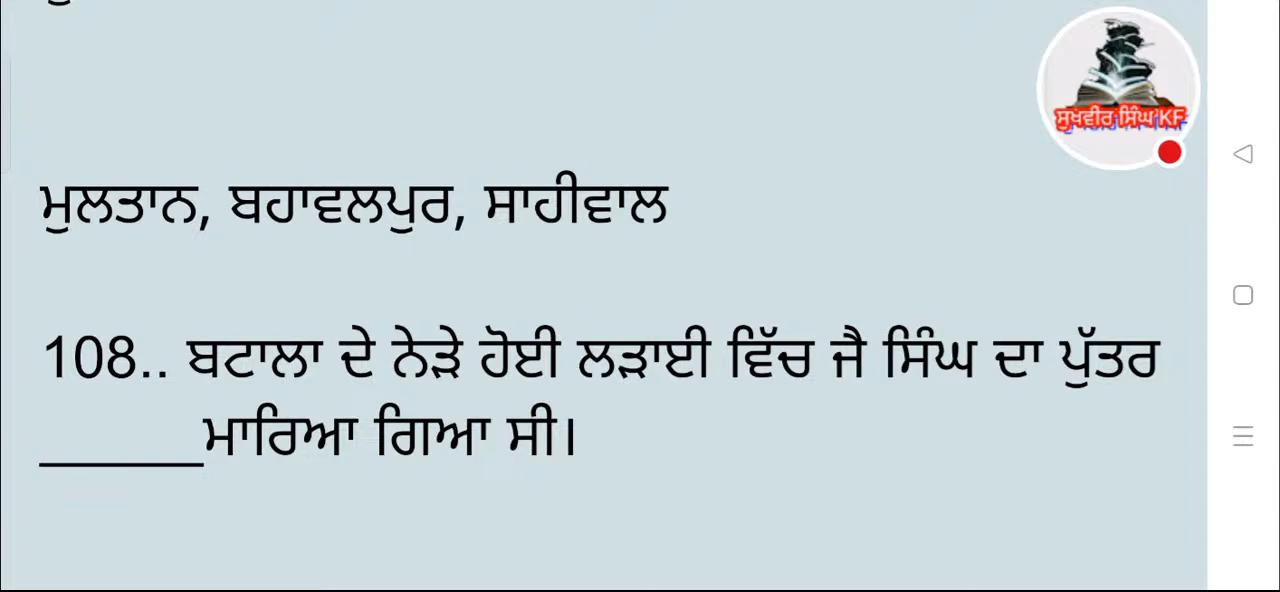 ਸੁਖਵੀਰ ਸਿੰਘ KF
ਮੁਲਤਾਨ, ਬਹਾਵਲਪੁਰ, ਸਾਹੀਵਾਲ
108.. ਬਟਾਲਾ ਦੇ ਨੇੜੇ ਹੋਈ ਲੜਾਈ ਵਿੱਚ ਜੈ ਸਿੰਘ ਦਾ ਪੁੱਤਰ
______ਮਾਰਿਆ ਗਿਆ ਸੀ।